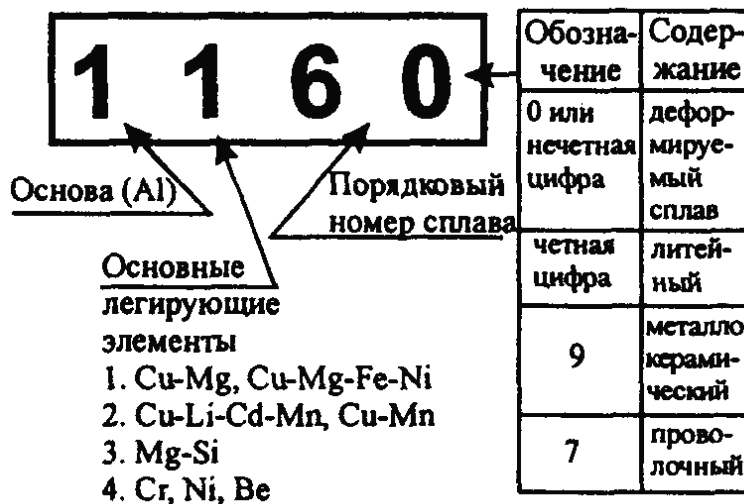 1 1 6 0
Основа (Al)
Порядковый
номер сплава
Основные
легирующие
элементы
1. Cu-Mg, Cu-Mg-Fe-Ni
2. Cu-Li-Cd-Mn, Cu-Mn
3. Mg-Si
4. Cr, Ni, Be
Обозна- Содер-
чение жание
0 или дефор-
нечетная мируе-
цифра мый
сплав
четная литей-
цифра ный
металло
9 керами-
ческий
7 прово-
лочный